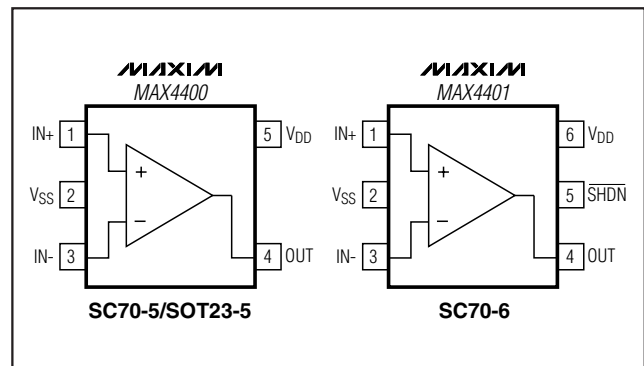 MAXIM
MAX4400
IN+ 1
5 VDD
VSS 2
IN- 3
4 OUT
+
−
SC70-5/SOT23-5
MAXIM
MAX4401
IN+ 1
6 VDD
VSS 2
5 SHDN
IN- 3
4 OUT
+
−
SC70-6